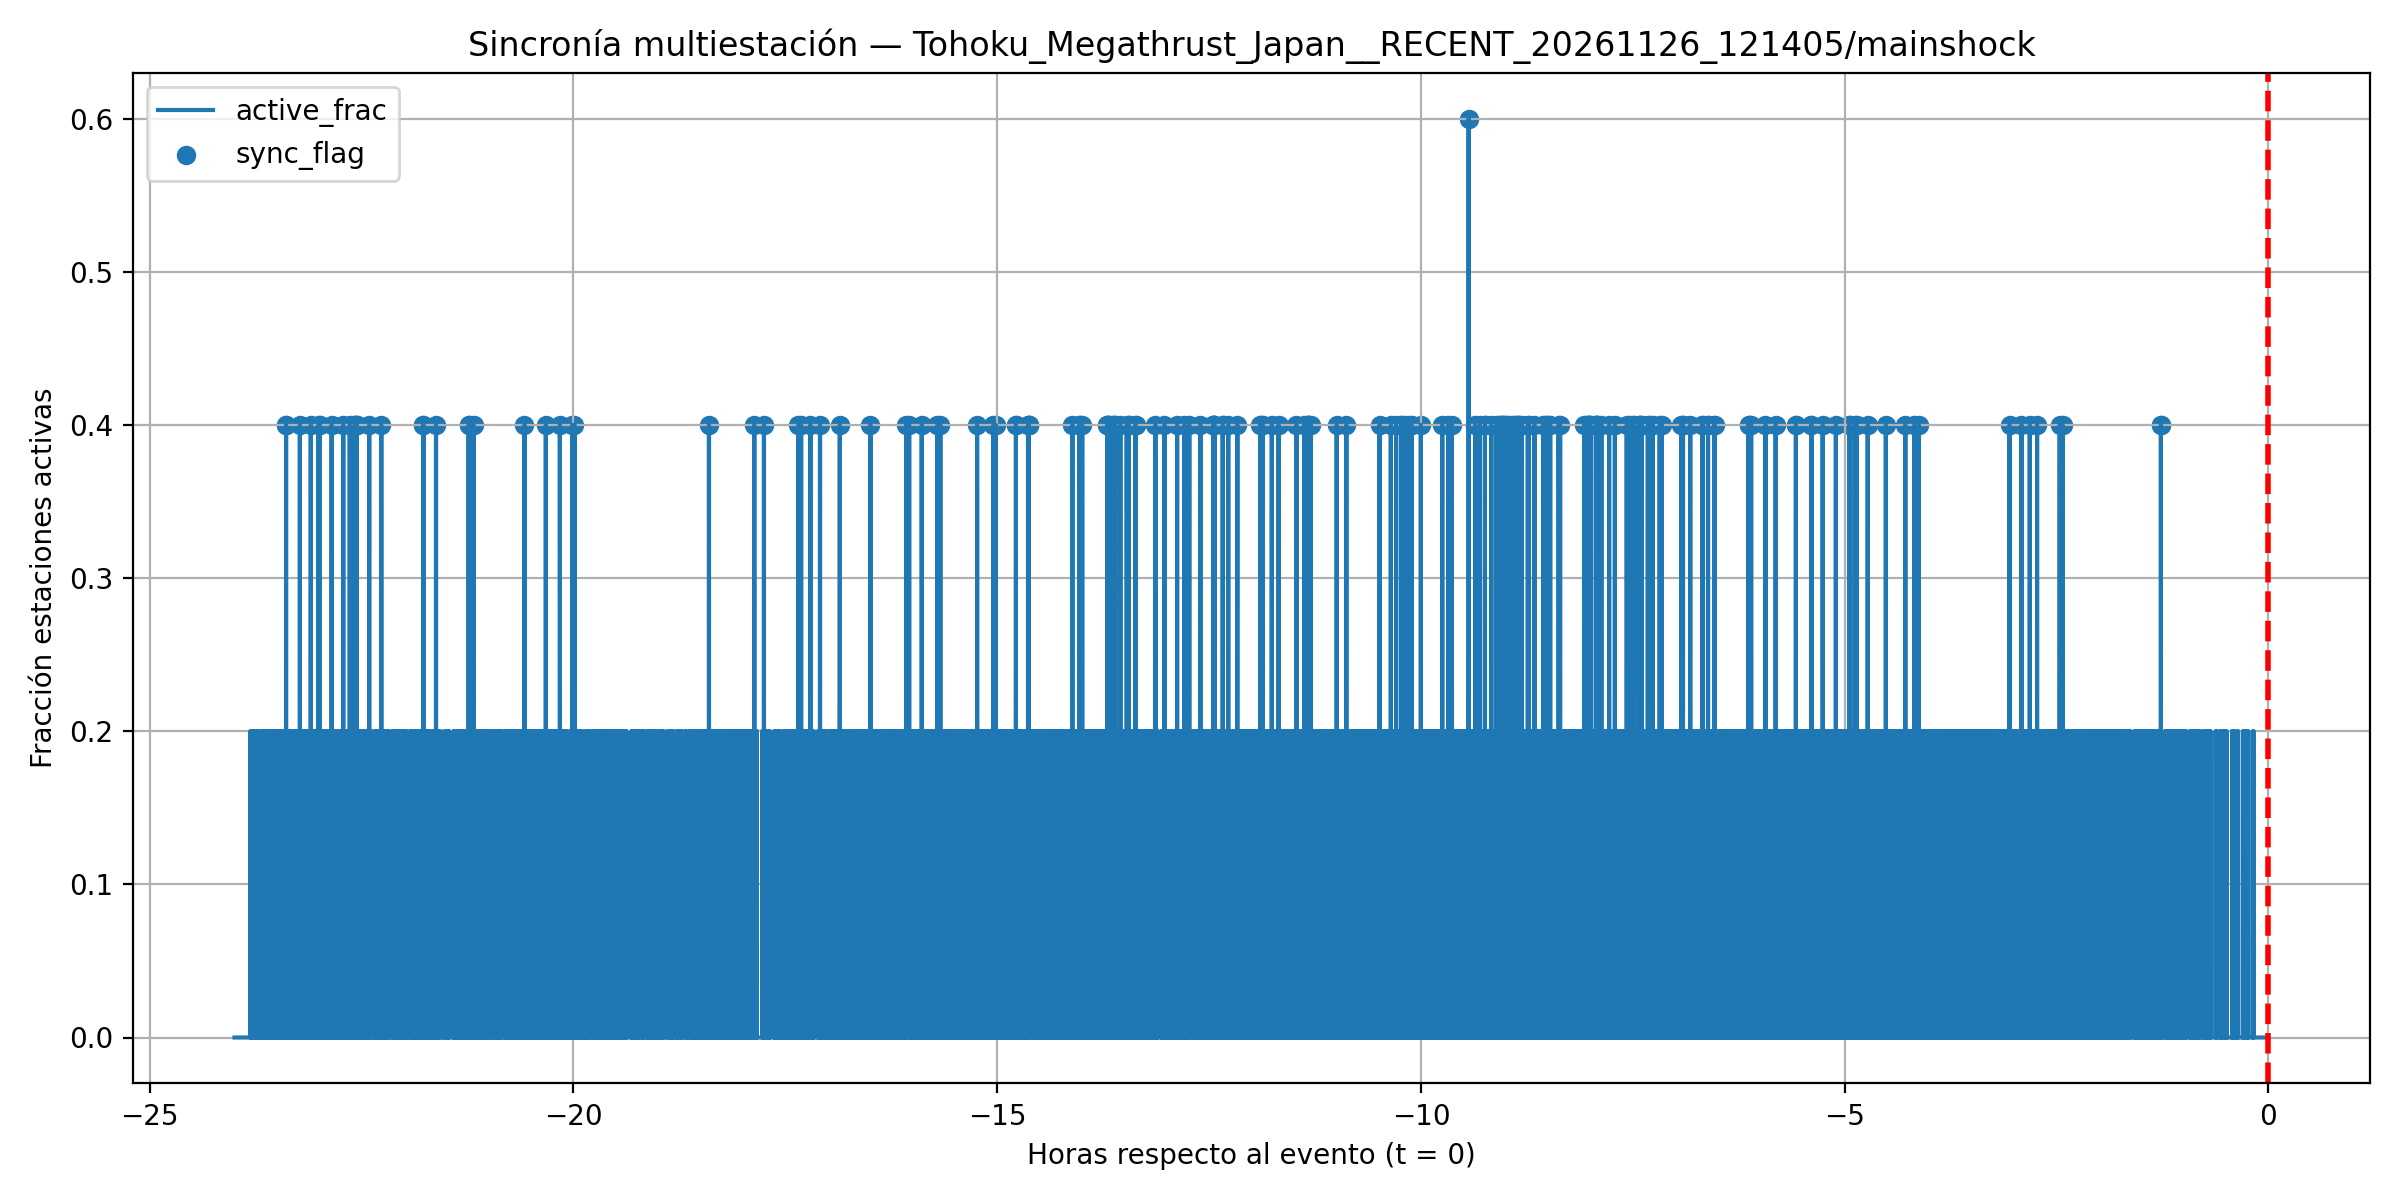 Sincronía multiestación — Tohoku_Megathrust_Japan__RECENT_20261126_121405/mainshock
active_frac
sync_flag
Fracción estaciones activas
0.6
0.5
0.4
0.3
0.2
0.1
0.0
−25
−20
−15
−10
−5
0
Horas respecto al evento (t = 0)